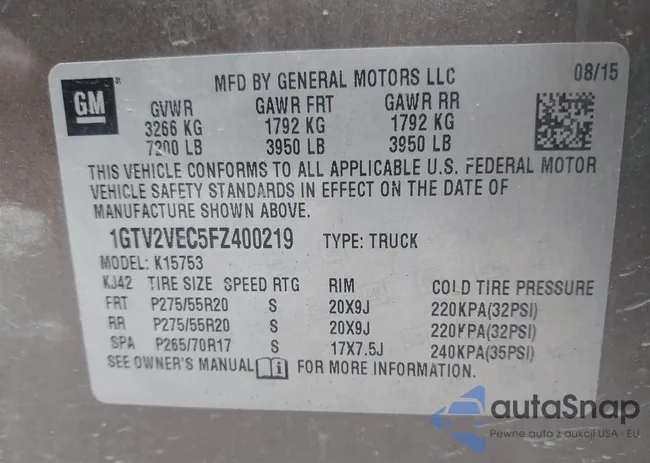 GM
MFD BY GENERAL MOTORS LLC
08/15
GVWR GAWR FRT GAWR RR
3266 KG 1792 KG 1792 KG
7200 LB 3950 LB 3950 LB
THIS VEHICLE CONFORMS TO ALL APPLICABLE U.S. FEDERAL MOTOR
VEHICLE SAFETY STANDARDS IN EFFECT ON THE DATE OF
MANUFACTURE SHOWN ABOVE.
1GTV2VEC5FZ400219 TYPE: TRUCK
MODEL: K15753
KJ42 TIRE SIZE SPEED RTG RIM COLD TIRE PRESSURE
FRT P275/55R20 S 20X9J 220KPA(32PSI)
RR P275/55R20 S 20X9J 220KPA(32PSI)
SPA P265/70R17 S 17X7.5J 240KPA(35PSI)
SEE OWNER'S MANUAL FOR MORE INFORMATION.
autoSnap
Pewne auta z aukcji USA i EU